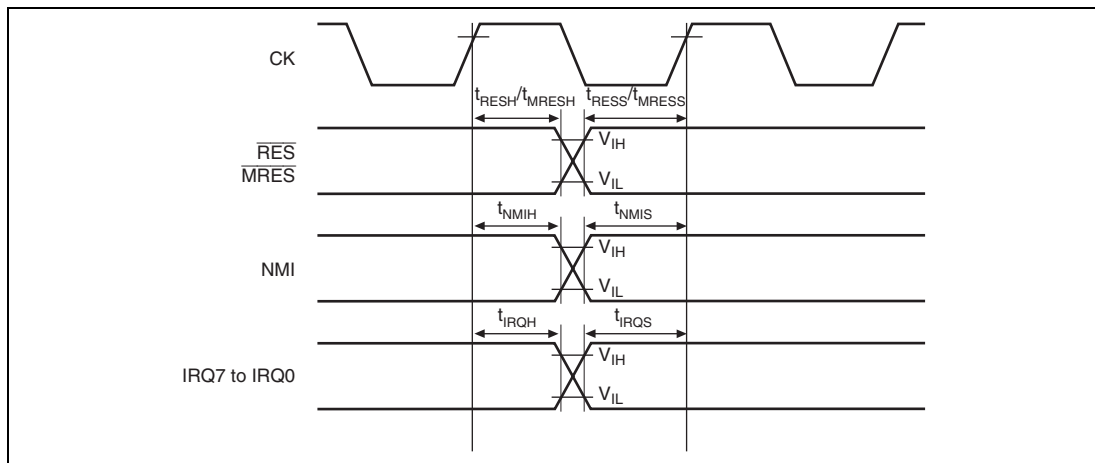 CK
tRESH/tMRESH tRESS/tMRESS
RES
MRES
VIH
VIL
tNMIH tNMIS
NMI
VIH
VIL
tIRQH tIRQS
IRQ7 to IRQ0
VIH
VIL